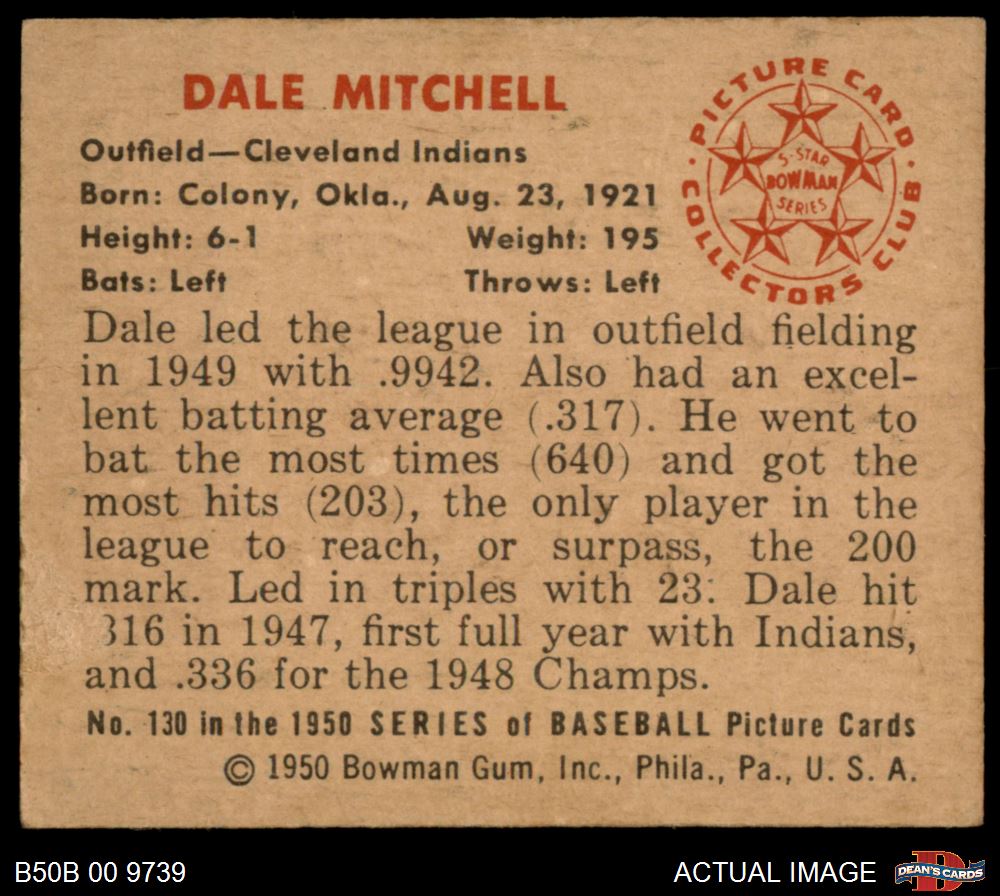 DALE MITCHELL
Outfield—Cleveland Indians
Born: Colony, Okla., Aug. 23, 1921
Height: 6-1 Weight: 195
Bats: Left Throws: Left
PICTURE CARD COLLECTORS CLUB
5-STAR
BOWMAN
SERIES
Dale led the league in outfield fielding
in 1949 with .9942. Also had an excel-
lent batting average (.317). He went to
bat the most times (640) and got the
most hits (203), the only player in the
league to reach, or surpass, the 200
mark. Led in triples with 23. Dale hit
316 in 1947, first full year with Indians,
and .336 for the 1948 Champs.
No. 130 in the 1950 SERIES of BASEBALL Picture Cards
© 1950 Bowman Gum, Inc., Phila., Pa., U. S. A.
B50B 00 9739
ACTUAL IMAGE
D
DEAN'S CARDS